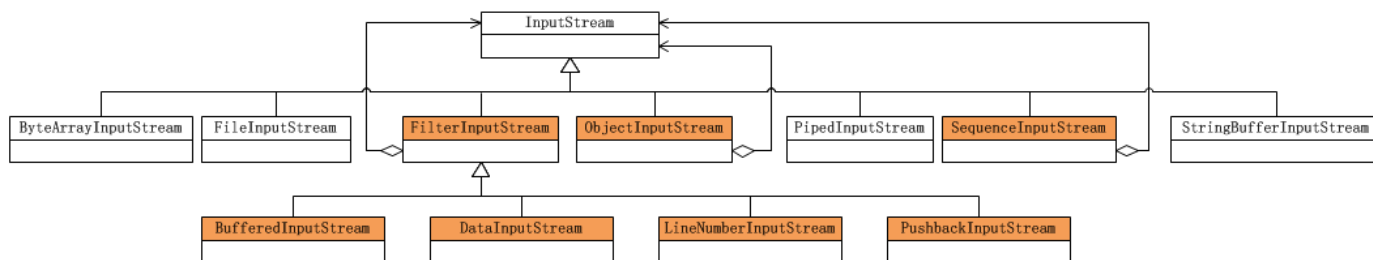 InputStream
ByteArrayInputStream
FileInputStream
FilterInputStream
ObjectInputStream
PipedInputStream
SequenceInputStream
StringBufferInputStream
BufferedInputStream
DataInputStream
LineNumberInputStream
PushbackInputStream